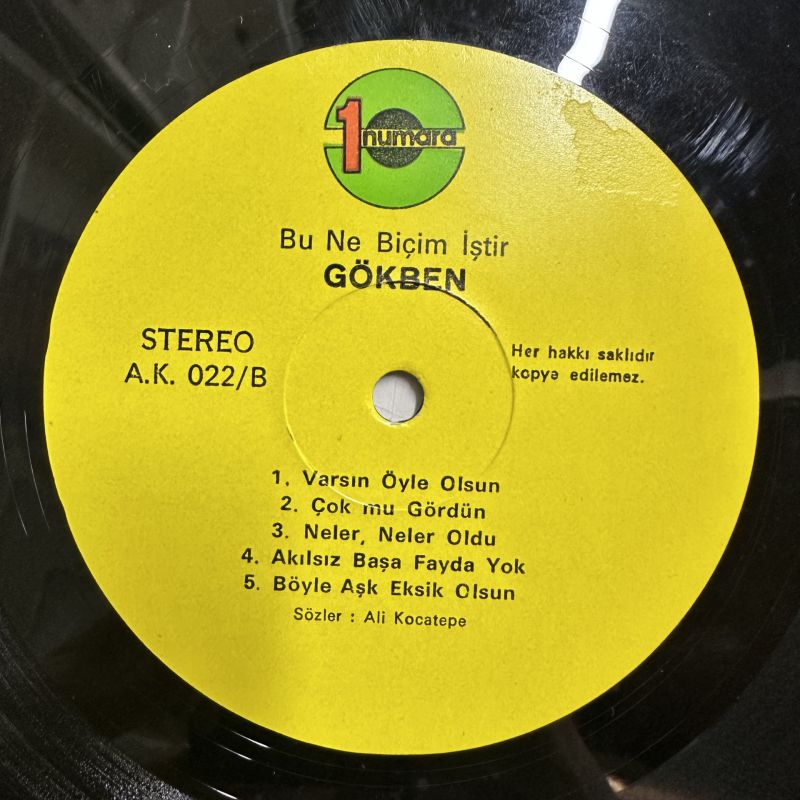 1 numara
Bu Ne Biçim İştir
GÖKBEN
STEREO
A.K. 022/B
Her hakkı saklıdır
kopya edilemez.
1. Varsın Öyle Olsun
2. Çok mu Gördün
3. Neler, Neler Oldu
4. Akılsız Başa Fayda Yok
5. Böyle Aşk Eksik Olsun
Sözler : Ali Kocatepe